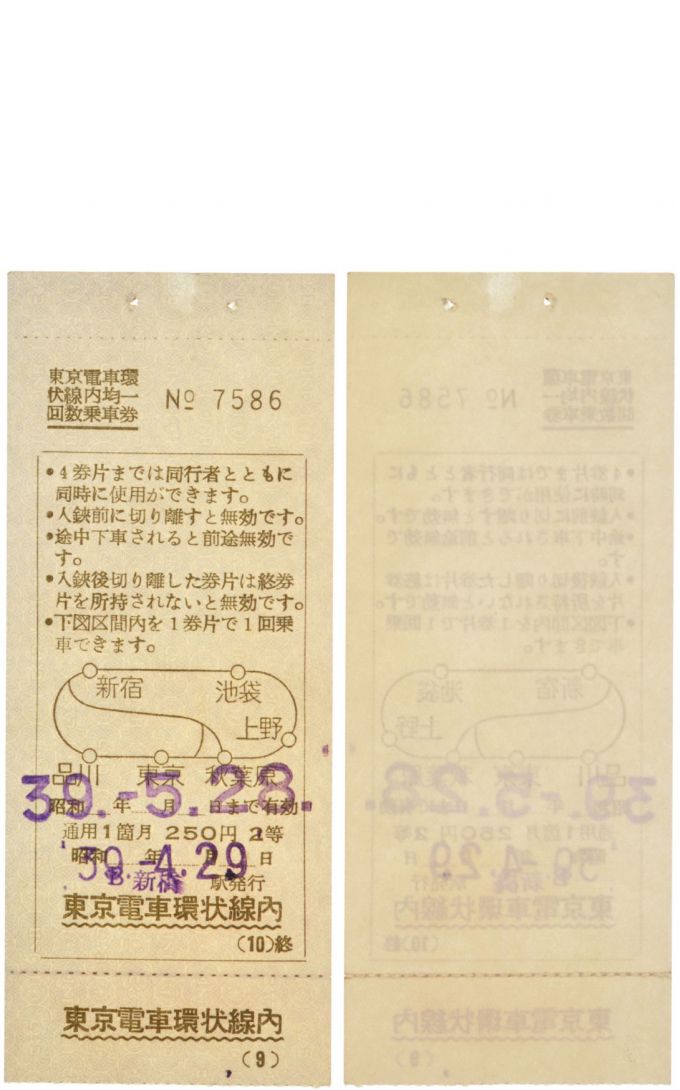 東京電車環
状線内均一
回数乗車券
No 7586
•4券片までは同行者とともに
同時に使用ができます。
•入鋏前に切り離すと無効です。
•途中下車されると前途無効で
す。
•入鋏後切り離した券片は終券
片を所持されないと無効です。
•下図区間内を1券片で1回乗
車できます。
新宿 池袋
上野
品川 東京 秋葉原
39.-5.28.
昭和 年 月 日まで有効
通用1箇月 250円 2等
昭和 年 月 日
39.-4.29
B.新橋 駅発行
東京電車環状線内
(10)終
東京電車環状線内
(9)